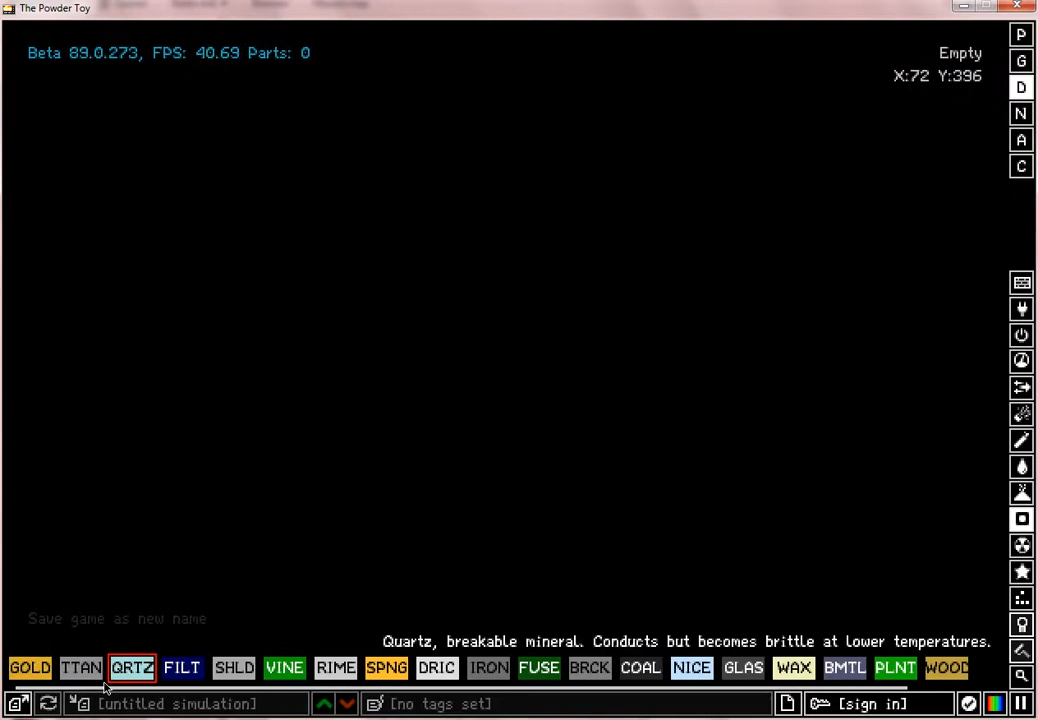 The Powder Toy
Beta 89.0.273, FPS: 40.69 Parts: 0
Empty
X:72 Y:396
P
G
D
N
A
C
Save game as new name
Quartz, breakable mineral. Conducts but becomes brittle at lower temperatures.
GOLD TTAN QRTZ FILT SHLD VINE RIME SPNG DRIC IRON FUSE BRCK COAL NICE GLAS WAX BMTL PLNT WOOD
[untitled simulation] [no tags set] [sign in]